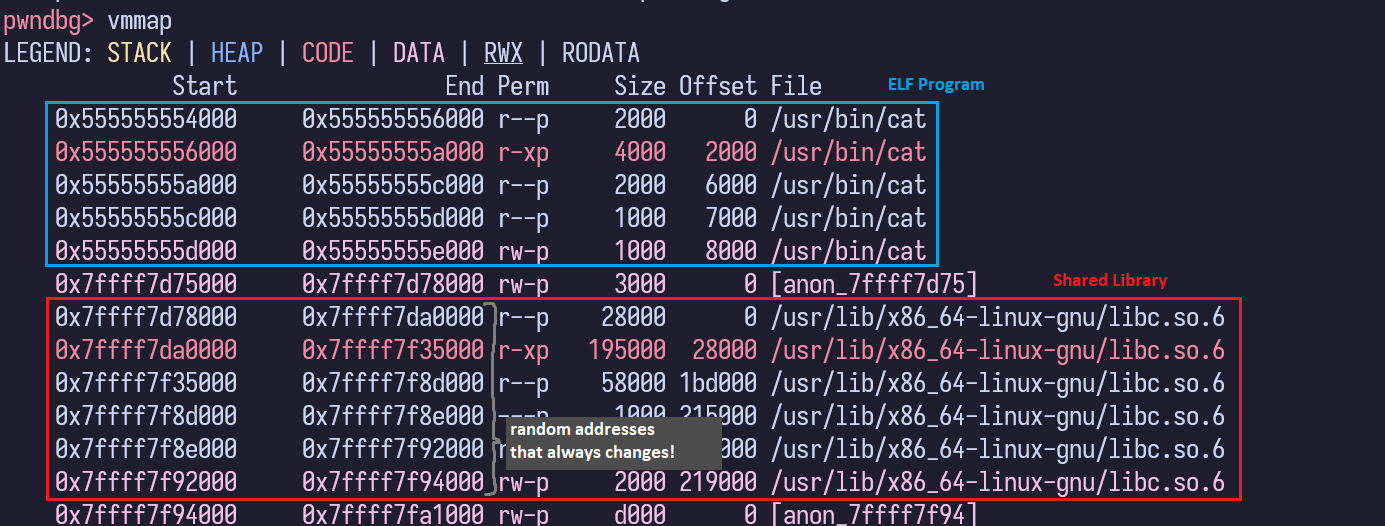 pwndbg> vmmap
LEGEND: STACK | HEAP | CODE | DATA | RWX | RODATA
Start End Perm Size Offset File
ELF Program
0x555555554000 0x555555556000 r--p 2000 0 /usr/bin/cat
0x555555556000 0x55555555a000 r-xp 4000 2000 /usr/bin/cat
0x55555555a000 0x55555555c000 r--p 2000 6000 /usr/bin/cat
0x55555555c000 0x55555555d000 r--p 1000 7000 /usr/bin/cat
0x55555555d000 0x55555555e000 rw-p 1000 8000 /usr/bin/cat
0x7ffff7d75000 0x7ffff7d78000 rw-p 3000 0 [anon_7ffff7d75]
Shared Library
0x7ffff7d78000 0x7ffff7da0000 r--p 28000 0 /usr/lib/x86_64-linux-gnu/libc.so.6
0x7ffff7da0000 0x7ffff7f35000 r-xp 195000 28000 /usr/lib/x86_64-linux-gnu/libc.so.6
0x7ffff7f35000 0x7ffff7f8d000 r--p 58000 1bd000 /usr/lib/x86_64-linux-gnu/libc.so.6
0x7ffff7f8d000 0x7ffff7f8e000 ---p 1000 215000 /usr/lib/x86_64-linux-gnu/libc.so.6
random addresses
that always changes!
0x7ffff7f8e000 0x7ffff7f92000 /usr/lib/x86_64-linux-gnu/libc.so.6
0x7ffff7f92000 0x7ffff7f94000 rw-p 2000 219000 /usr/lib/x86_64-linux-gnu/libc.so.6
0x7ffff7f94000 0x7ffff7fa1000 rw-p d000 0 [anon_7ffff7f94]